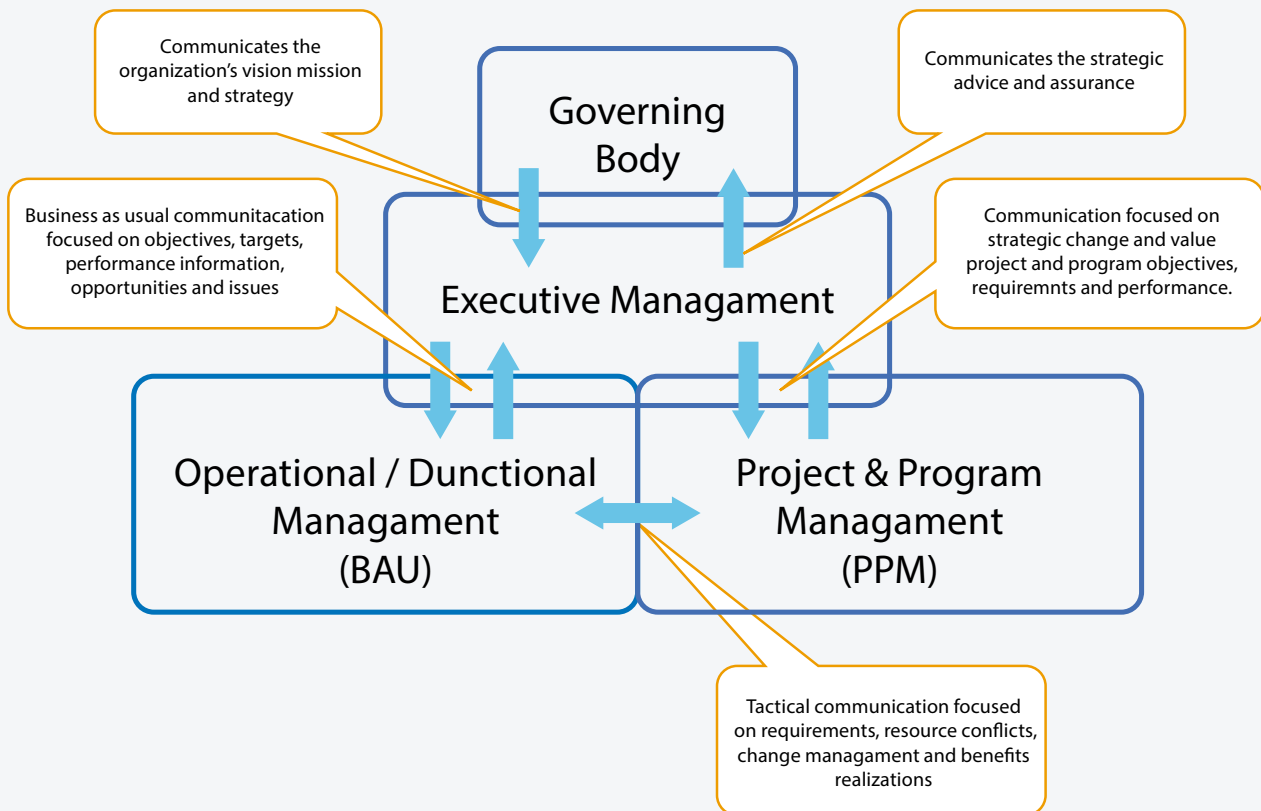 Communicates the
organization's vision mission
and strategy
Communicates the strategic
advice and assurance
Governing
Body
Business as usual communitacation
focused on objectives, targets,
performance information,
opportunities and issues
Communication focused on
strategic change and value
project and program objectives,
requiremnts and performance.
Executive Managament
Operational / Dunctional
Managament
(BAU)
Project & Program
Managament
(PPM)
Tactical communication focused
on requirements, resource conflicts,
change managament and benefits
realizations